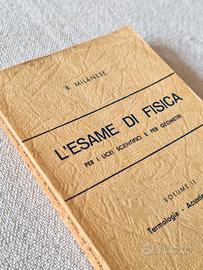 B. MILANESE
L'ESAME DI FISICA
PER I LICEI SCIENTIFICI E PER GEOMETRI
VOLUME II
Termologia - Acusti